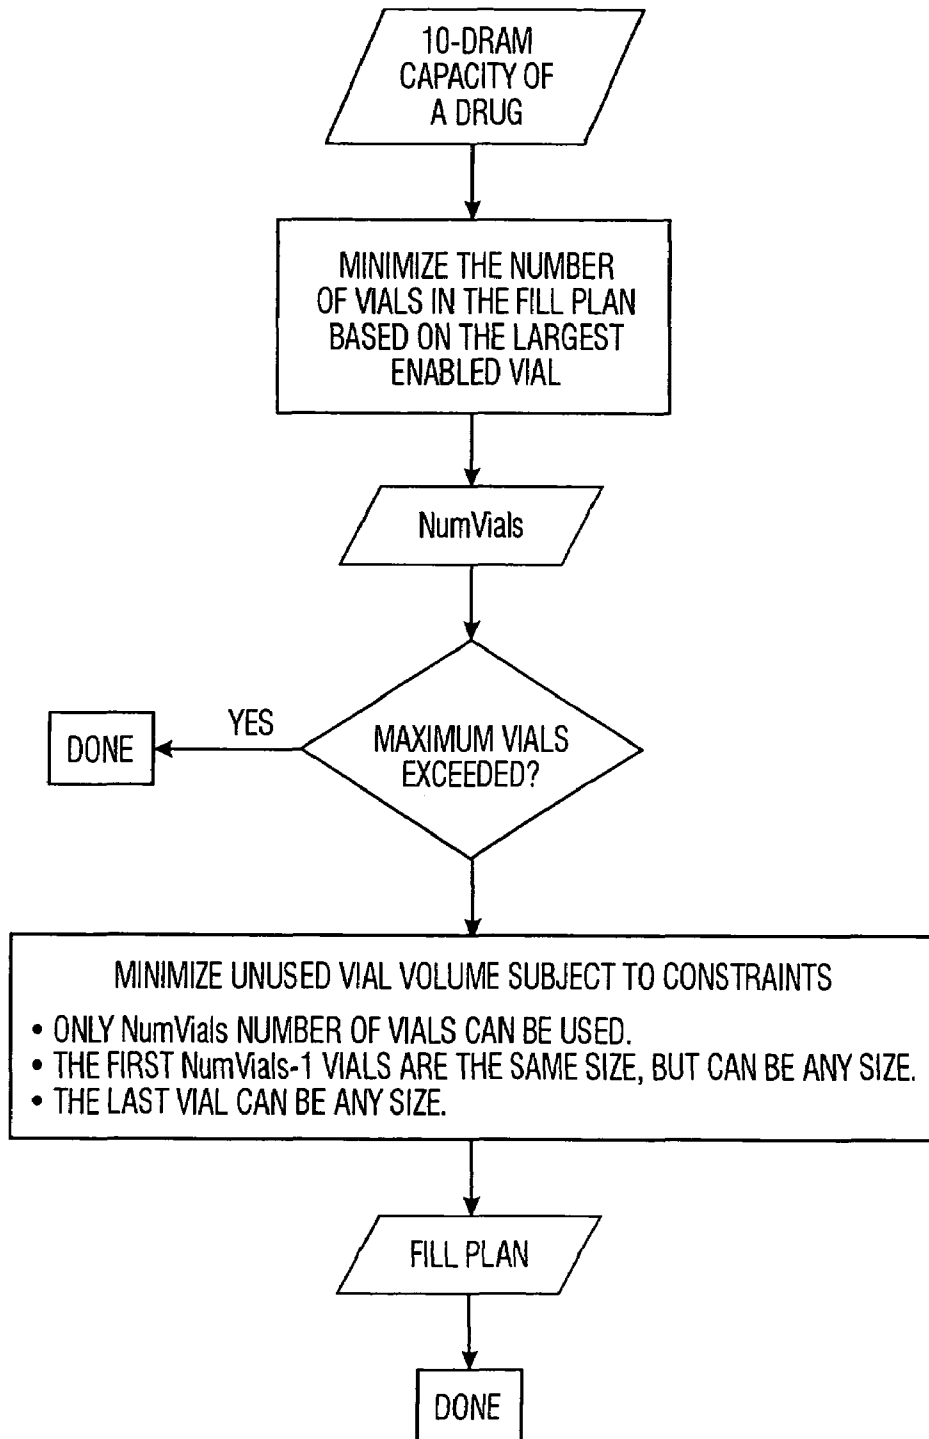 10-DRAM
CAPACITY OF
A DRUG
MINIMIZE THE NUMBER
OF VIALS IN THE FILL PLAN
BASED ON THE LARGEST
ENABLED VIAL
NumVials
MAXIMUM VIALS
EXCEEDED?
YES
DONE
MINIMIZE UNUSED VIAL VOLUME SUBJECT TO CONSTRAINTS
• ONLY NumVials NUMBER OF VIALS CAN BE USED.
• THE FIRST NumVials-1 VIALS ARE THE SAME SIZE, BUT CAN BE ANY SIZE.
• THE LAST VIAL CAN BE ANY SIZE.
FILL PLAN
DONE